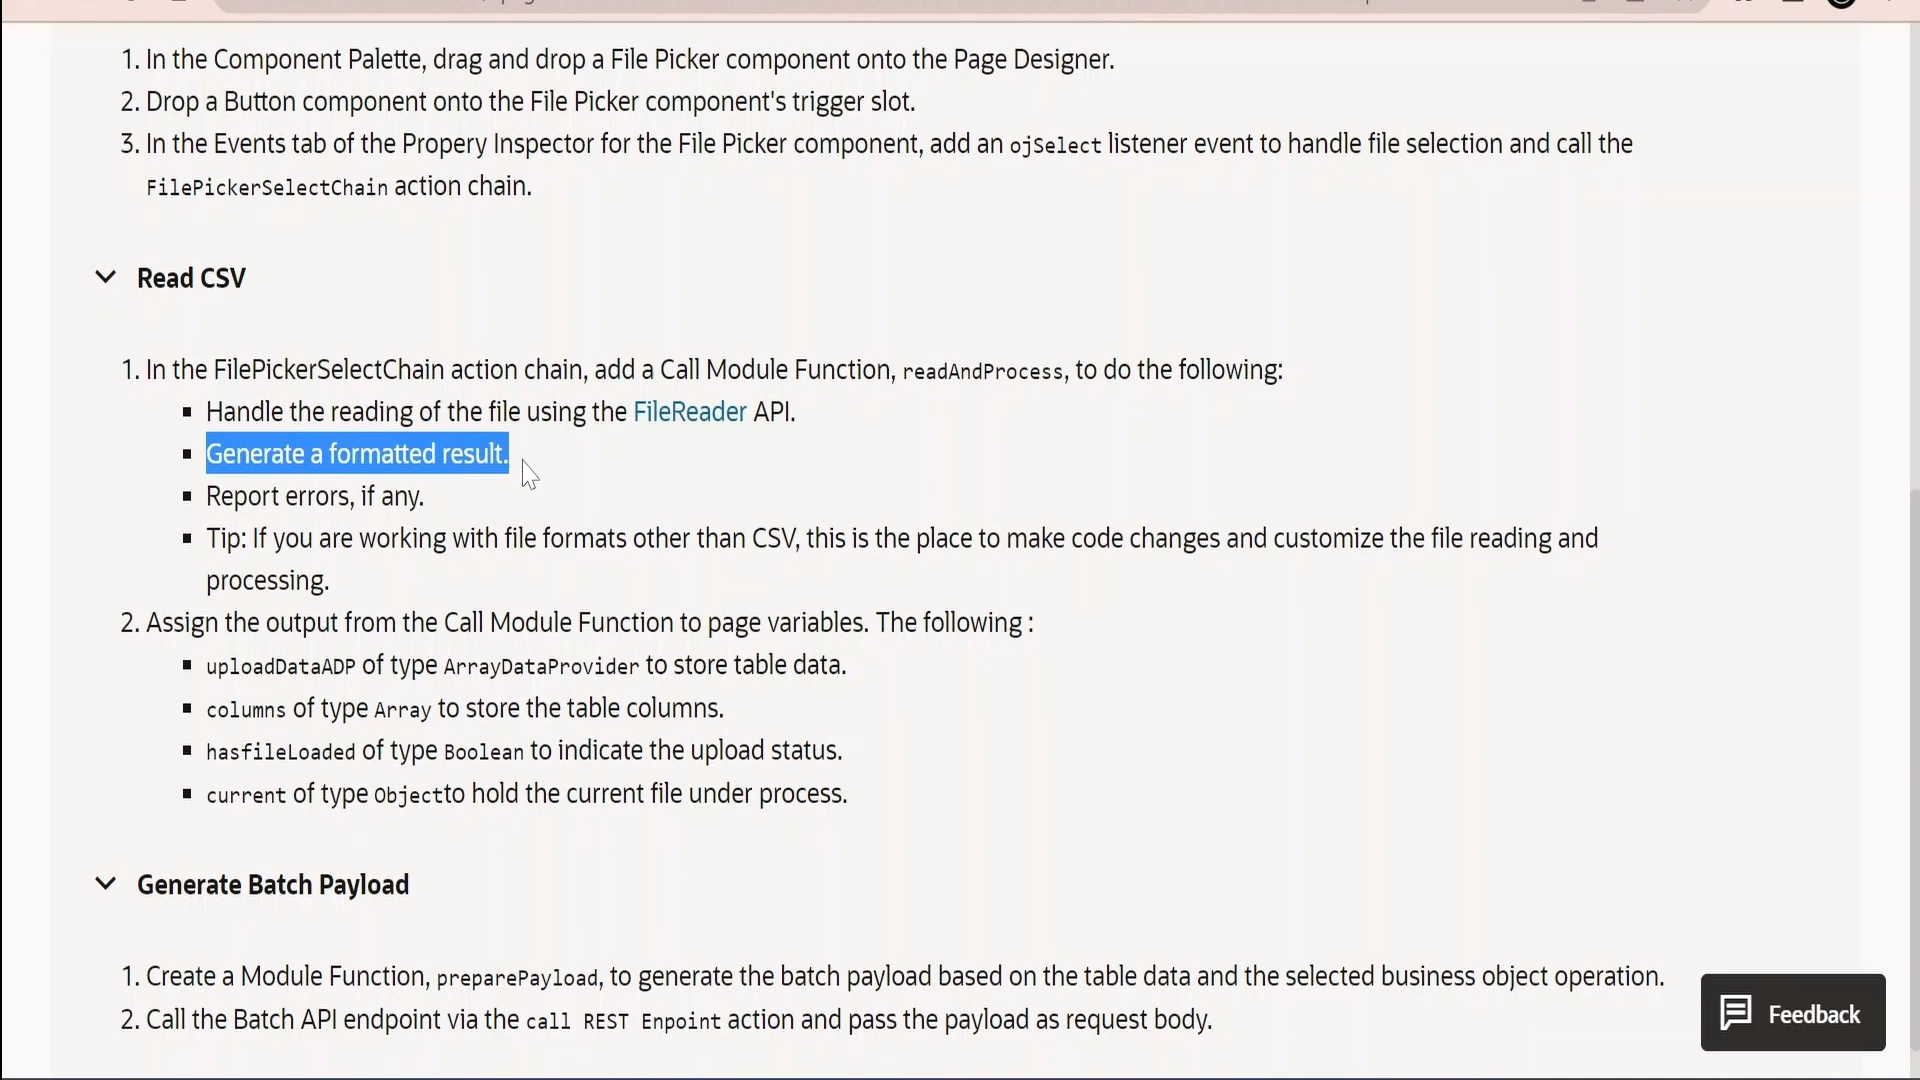 1. In the Component Palette, drag and drop a File Picker component onto the Page Designer.
2. Drop a Button component onto the File Picker component's trigger slot.
3. In the Events tab of the Propery Inspector for the File Picker component, add an ojSelect listener event to handle file selection and call the
FilePickerSelectChain action chain.
Read CSV
1. In the FilePickerSelectChain action chain, add a Call Module Function, readAndProcess, to do the following:
▪ Handle the reading of the file using the FileReader API.
▪ Generate a formatted result.
▪ Report errors, if any.
▪ Tip: If you are working with file formats other than CSV, this is the place to make code changes and customize the file reading and
processing.
2. Assign the output from the Call Module Function to page variables. The following :
▪ uploadDataADP of type ArrayDataProvider to store table data.
▪ columns of type Array to store the table columns.
▪ hasfileLoaded of type Boolean to indicate the upload status.
▪ current of type Objectto hold the current file under process.
Generate Batch Payload
1. Create a Module Function, preparePayload, to generate the batch payload based on the table data and the selected business object operation.
2. Call the Batch API endpoint via the call REST Enpoint action and pass the payload as request body.
Feedback